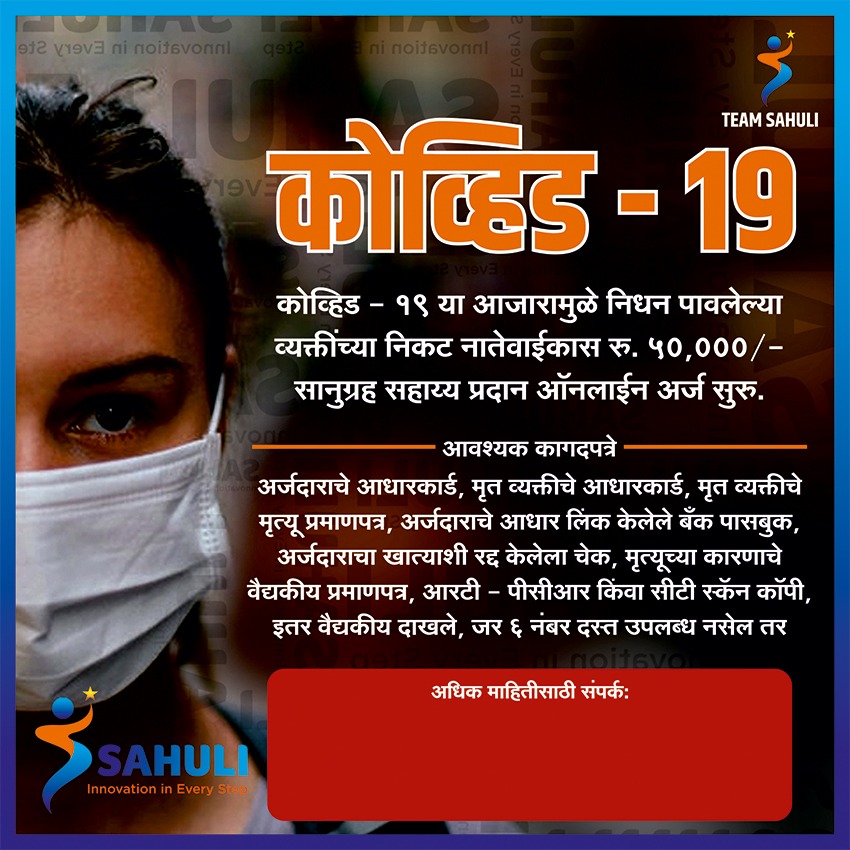 TEAM SAHULI
कोव्हिड - 19
कोव्हिड – १९ या आजारामुळे निधन पावलेल्या
व्यक्तींच्या निकट नातेवाईकास रु. ५०,०००/–
सानुग्रह सहाय्य प्रदान ऑनलाईन अर्ज सुरु.
आवश्यक कागदपत्रे
अर्जदाराचे आधारकार्ड, मृत व्यक्तीचे आधारकार्ड, मृत व्यक्तीचे
मृत्यू प्रमाणपत्र, अर्जदाराचे आधार लिंक केलेले बँक पासबुक,
अर्जदाराचा खात्याशी रद्द केलेला चेक, मृत्यूच्या कारणाचे
वैद्यकीय प्रमाणपत्र, आरटी – पीसीआर किंवा सीटी स्कॅन कॉपी,
इतर वैद्यकीय दाखले, जर ६ नंबर दस्त उपलब्ध नसेल तर
अधिक माहितीसाठी संपर्क:
SAHULI
Innovation in Every Step